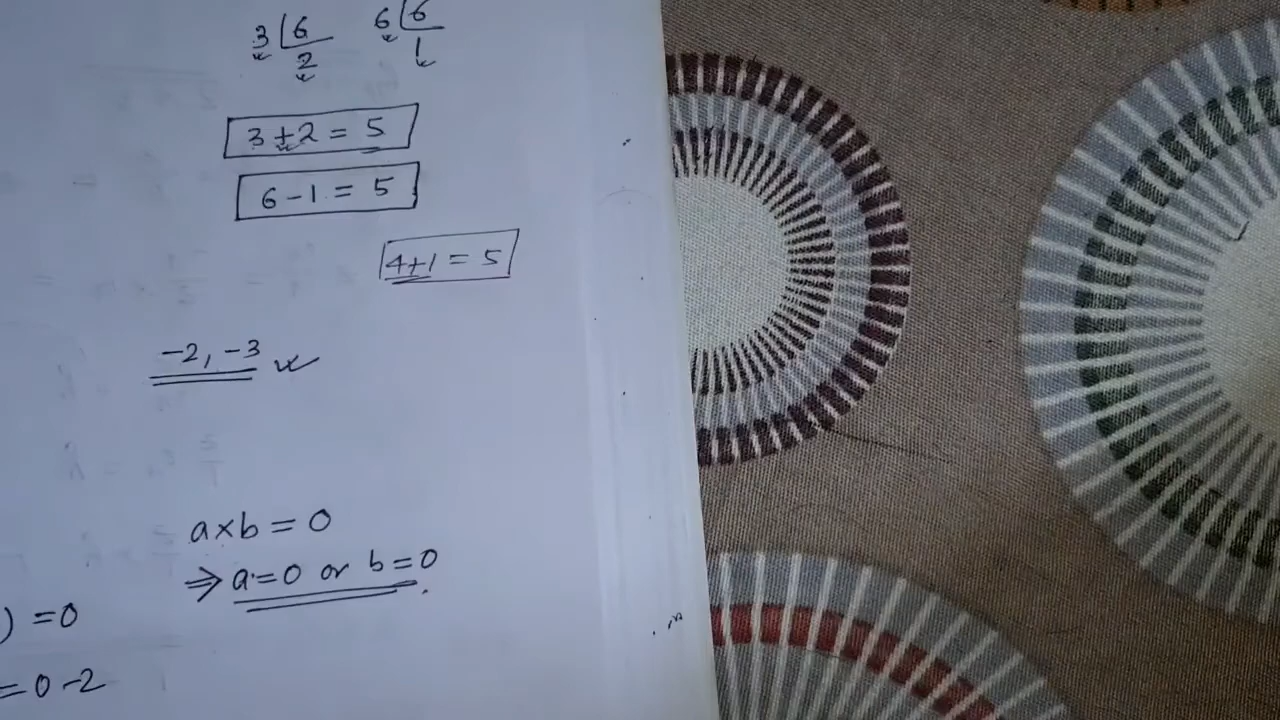 3 6 6 6
2 1
3+2 = 5
6-1 = 5
4+1 = 5
-2, -3
a×b = 0
⇒ a=0 or b=0
) = 0
= 0-2